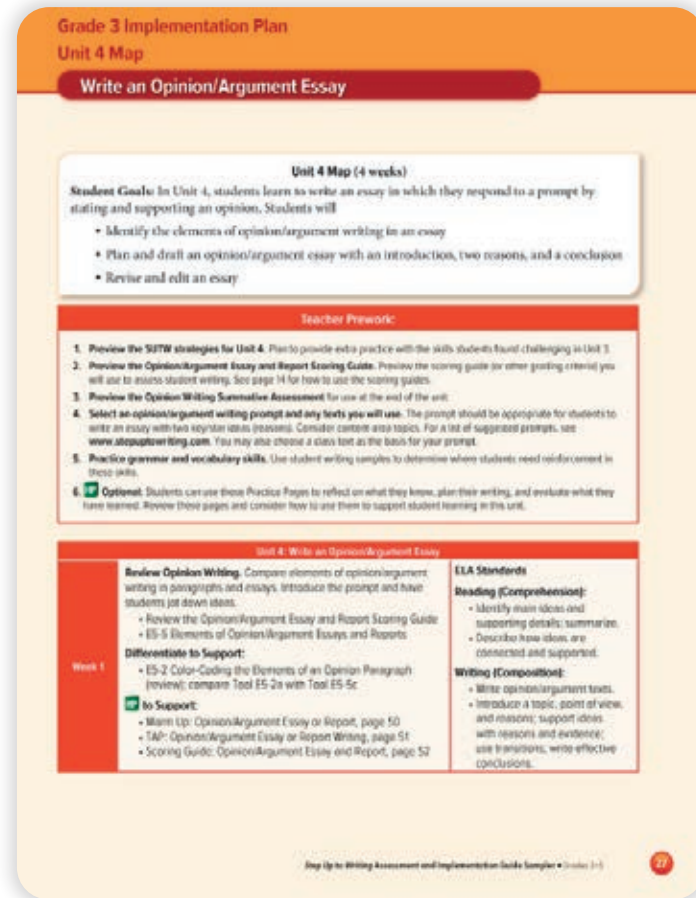 Grade 3 Implementation Plan
Unit 4 Map
Write an Opinion/Argument Essay
Unit 4 Map (4 weeks)
Student Goals: In Unit 4, students learn to write an essay in which they respond to a prompt by
stating and supporting an opinion. Students will
• Identify the elements of opinion/argument writing in an essay
• Plan and draft an opinion/argument essay with an introduction, two reasons, and a conclusion
• Revise and edit an essay
Teacher Prework:
1. Preview the SUTW strategies for Unit 4. Plan to provide extra practice with the skills students found challenging in Unit 3.
2. Preview the Opinion/Argument Essay and Report Scoring Guide. Preview the scoring guide (or other grading criteria) you
will use to assess student writing. See page 14 for how to use the scoring guides.
3. Preview the Opinion Writing Summative Assessment for use at the end of the unit.
4. Select an opinion/argument writing prompt and any texts you will use. The prompt should be appropriate for students to
write an essay with two key/star ideas (reasons). Consider content area topics. For a list of suggested prompts, see
www.stepuptowriting.com. You may also choose a class text as the basis for your prompt.
5. Practice grammar and vocabulary skills. Use student writing samples to determine where students need reinforcement in
these skills.
6. Optional: Students can use these Practice Pages to reflect on what they know, plan their writing, and evaluate what they
have learned. Review these pages and consider how to use them to support student learning in this unit.
Unit 4: Write an Opinion/Argument Essay
Week 1
Review Opinion Writing. Compare elements of opinion/argument
writing in paragraphs and essays. Introduce the prompt and have
students jot down ideas.
• Review the Opinion/Argument Essay and Report Scoring Guide
• E5-5 Elements of Opinion/Argument Essays and Reports
Differentiate to Support:
• E5-2 Color-Coding the Elements of an Opinion Paragraph
(review); compare Tool E5-2a with Tool E5-5c
to Support:
• Warm Up: Opinion/Argument Essay or Report, page 50
• TAP: Opinion/Argument Essay or Report Writing, page 51
• Scoring Guide: Opinion/Argument Essay and Report, page 52
ELA Standards
Reading (Comprehension):
• Identify main ideas and
supporting details; summarize.
• Describe how ideas are
connected and supported.
Writing (Composition):
• Write opinion/argument texts.
• Introduce a topic, point of view,
and reasons; support ideas
with reasons and evidence;
use transitions; write effective
conclusions.
Step Up to Writing Assessment and Implementation Guide Sampler • Grades 3–5
27